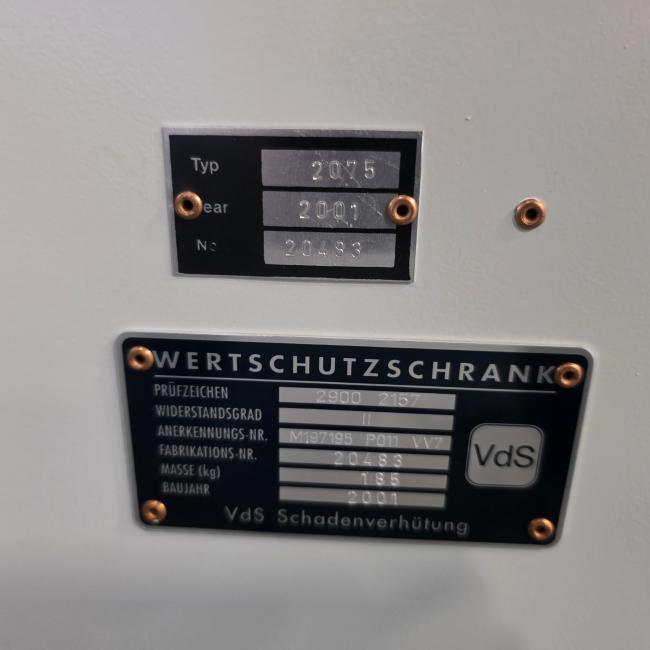 Typ 2075
ear 2001
No 20483
WERTSCHUTZSCHRANK
PRÜFZEICHEN 2900 2157
WIDERSTANDSGRAD II
ANERKENNUNGS-NR. M197195 P011 VV7
FABRIKATIONS-NR. 20483
MASSE (kg) 185
BAUJAHR 2001
VdS
VdS Schadenverhütung